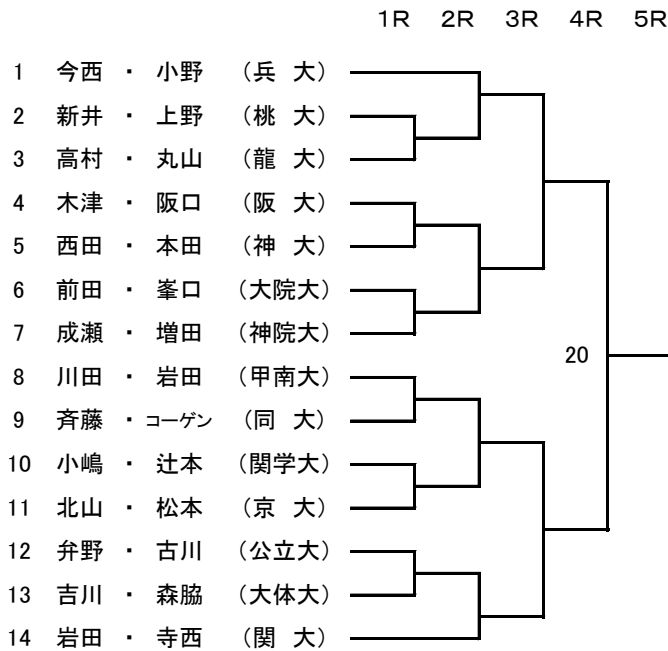 1R 2R 3R 4R 5R
1 今西 ・ 小野 (兵 大)
2 新井 ・ 上野 (桃 大)
3 高村 ・ 丸山 (龍 大)
4 木津 ・ 阪口 (阪 大)
5 西田 ・ 本田 (神 大)
6 前田 ・ 峯口 (大院大)
7 成瀬 ・ 増田 (神院大)
20
8 川田 ・ 岩田 (甲南大)
9 斉藤 ・ コーゲン (同 大)
10 小嶋 ・ 辻本 (関学大)
11 北山 ・ 松本 (京 大)
12 弁野 ・ 古川 (公立大)
13 吉川 ・ 森脇 (大体大)
14 岩田 ・ 寺西 (関 大)